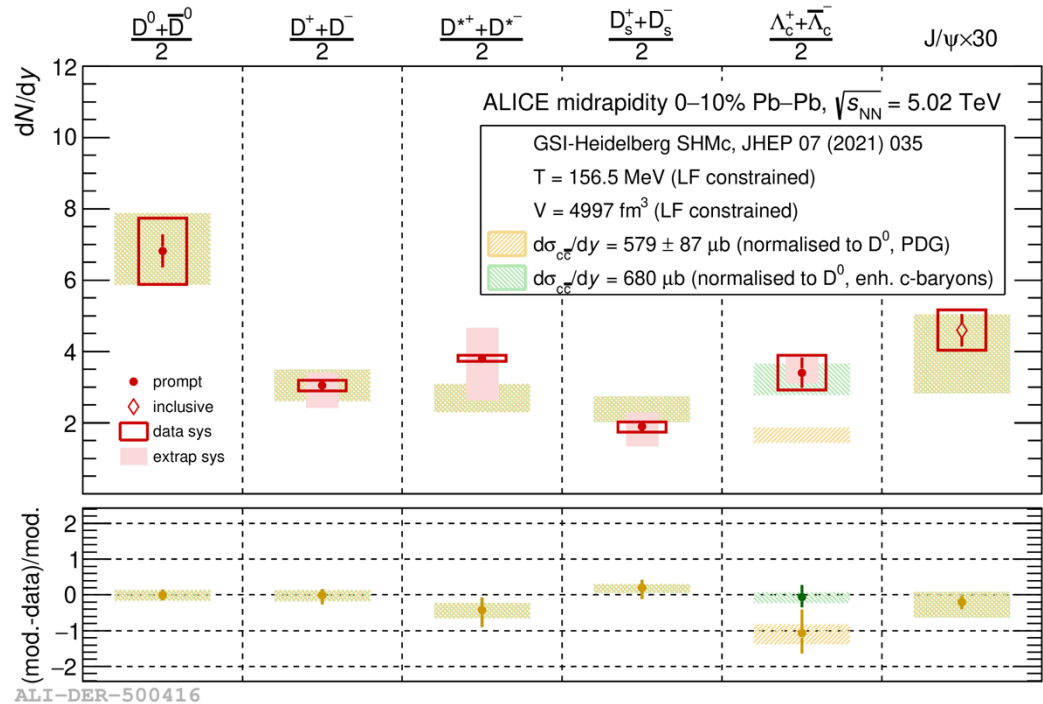 D⁰+D̅⁰
2
D⁺+D⁻
2
D*⁺+D*⁻
2
Dₛ⁺+Dₛ⁻
2
Λ_c⁺+Λ̅_c⁻
2
J/ψ×30
dN/dy
12
10
8
6
4
2
ALICE midrapidity 0–10% Pb–Pb, √s_NN = 5.02 TeV
GSI-Heidelberg SHMc, JHEP 07 (2021) 035
T = 156.5 MeV (LF constrained)
V = 4997 fm³ (LF constrained)
dσ_cc̅/dy = 579 ± 87 μb (normalised to D⁰, PDG)
dσ_cc̅/dy = 680 μb (normalised to D⁰, enh. c-baryons)
prompt
inclusive
data sys
extrap sys
(mod.-data)/mod.
2
1
0
−1
−2
ALI−DER−500416